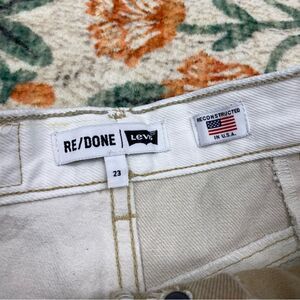 RE/DONE | Levi's
23
RECONSTRUCTED
IN U.S.A.